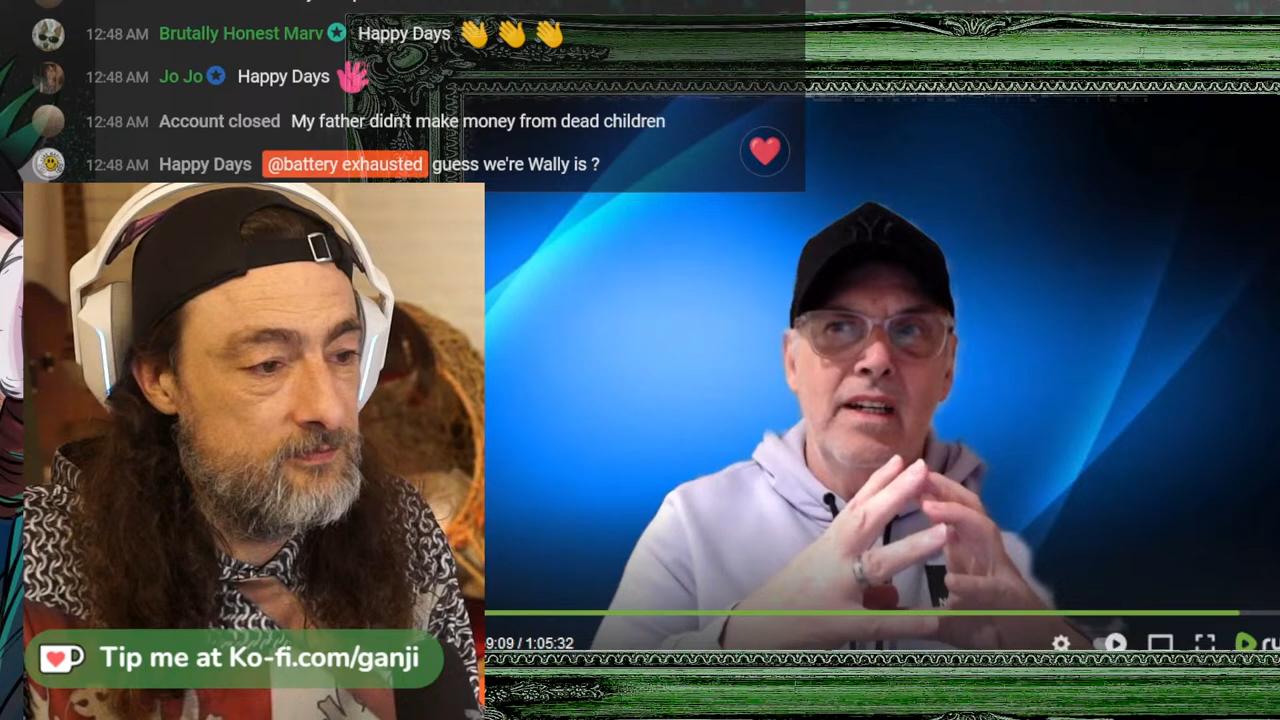 12:48 AM Brutally Honest Marv Happy Days 👋 👋 👋
12:48 AM Jo Jo Happy Days
12:48 AM Account closed My father didn't make money from dead children
12:48 AM Happy Days @battery exhausted guess we're Wally is ?
9:09 / 1:05:32
Tip me at Ko-fi.com/ganji